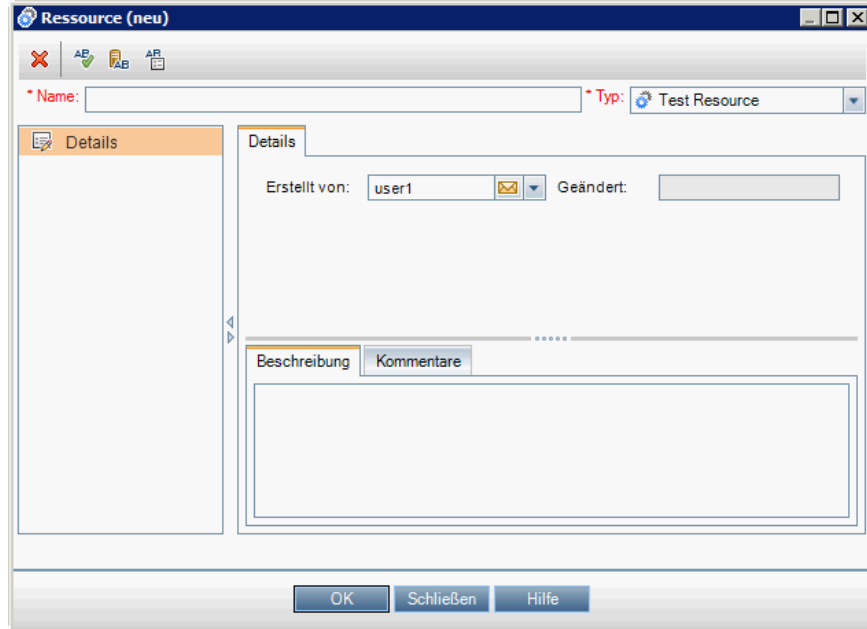 Ressource (neu)
* Name:
* Typ: Test Resource
Details
Details
Erstellt von: user1 Geändert:
Beschreibung Kommentare
OK Schließen Hilfe